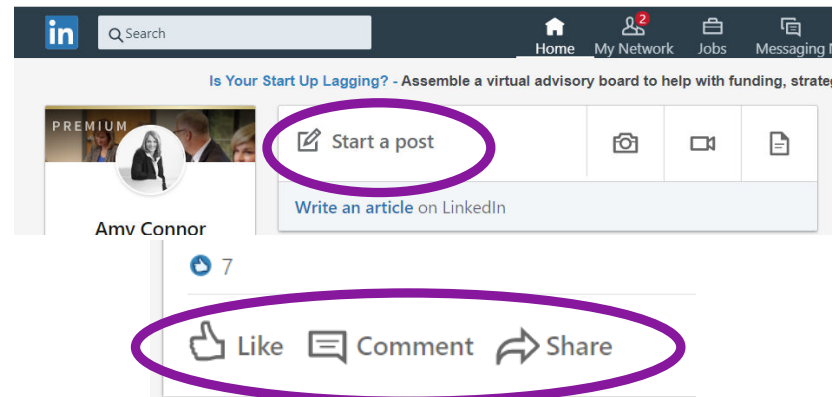 in Search
2
Home My Network Jobs Messaging
Is Your Start Up Lagging? - Assemble a virtual advisory board to help with funding,
PREMIUM
Start a post
Write an article on LinkedIn
Amy Connor
7
Like Comment Share